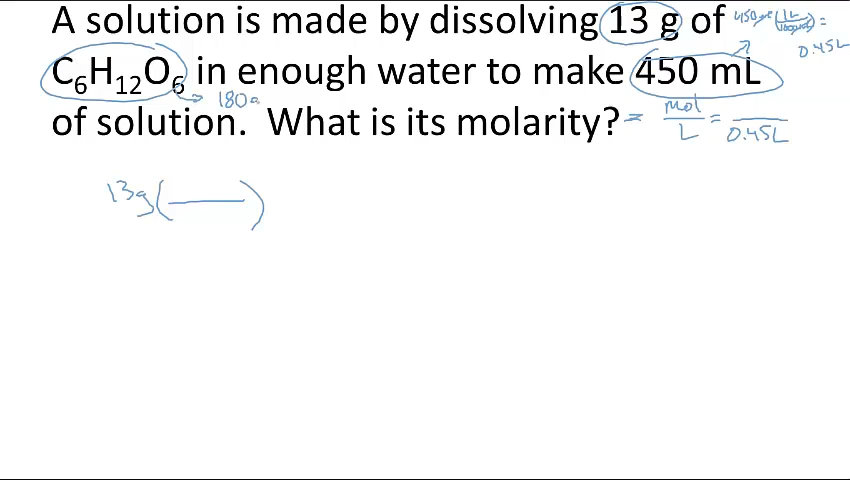 A solution is made by dissolving 13 g of
C₆H₁₂O₆ in enough water to make 450 mL
of solution. What is its molarity?
= mol/L = /0.45L
0.45L
180g
13g( )